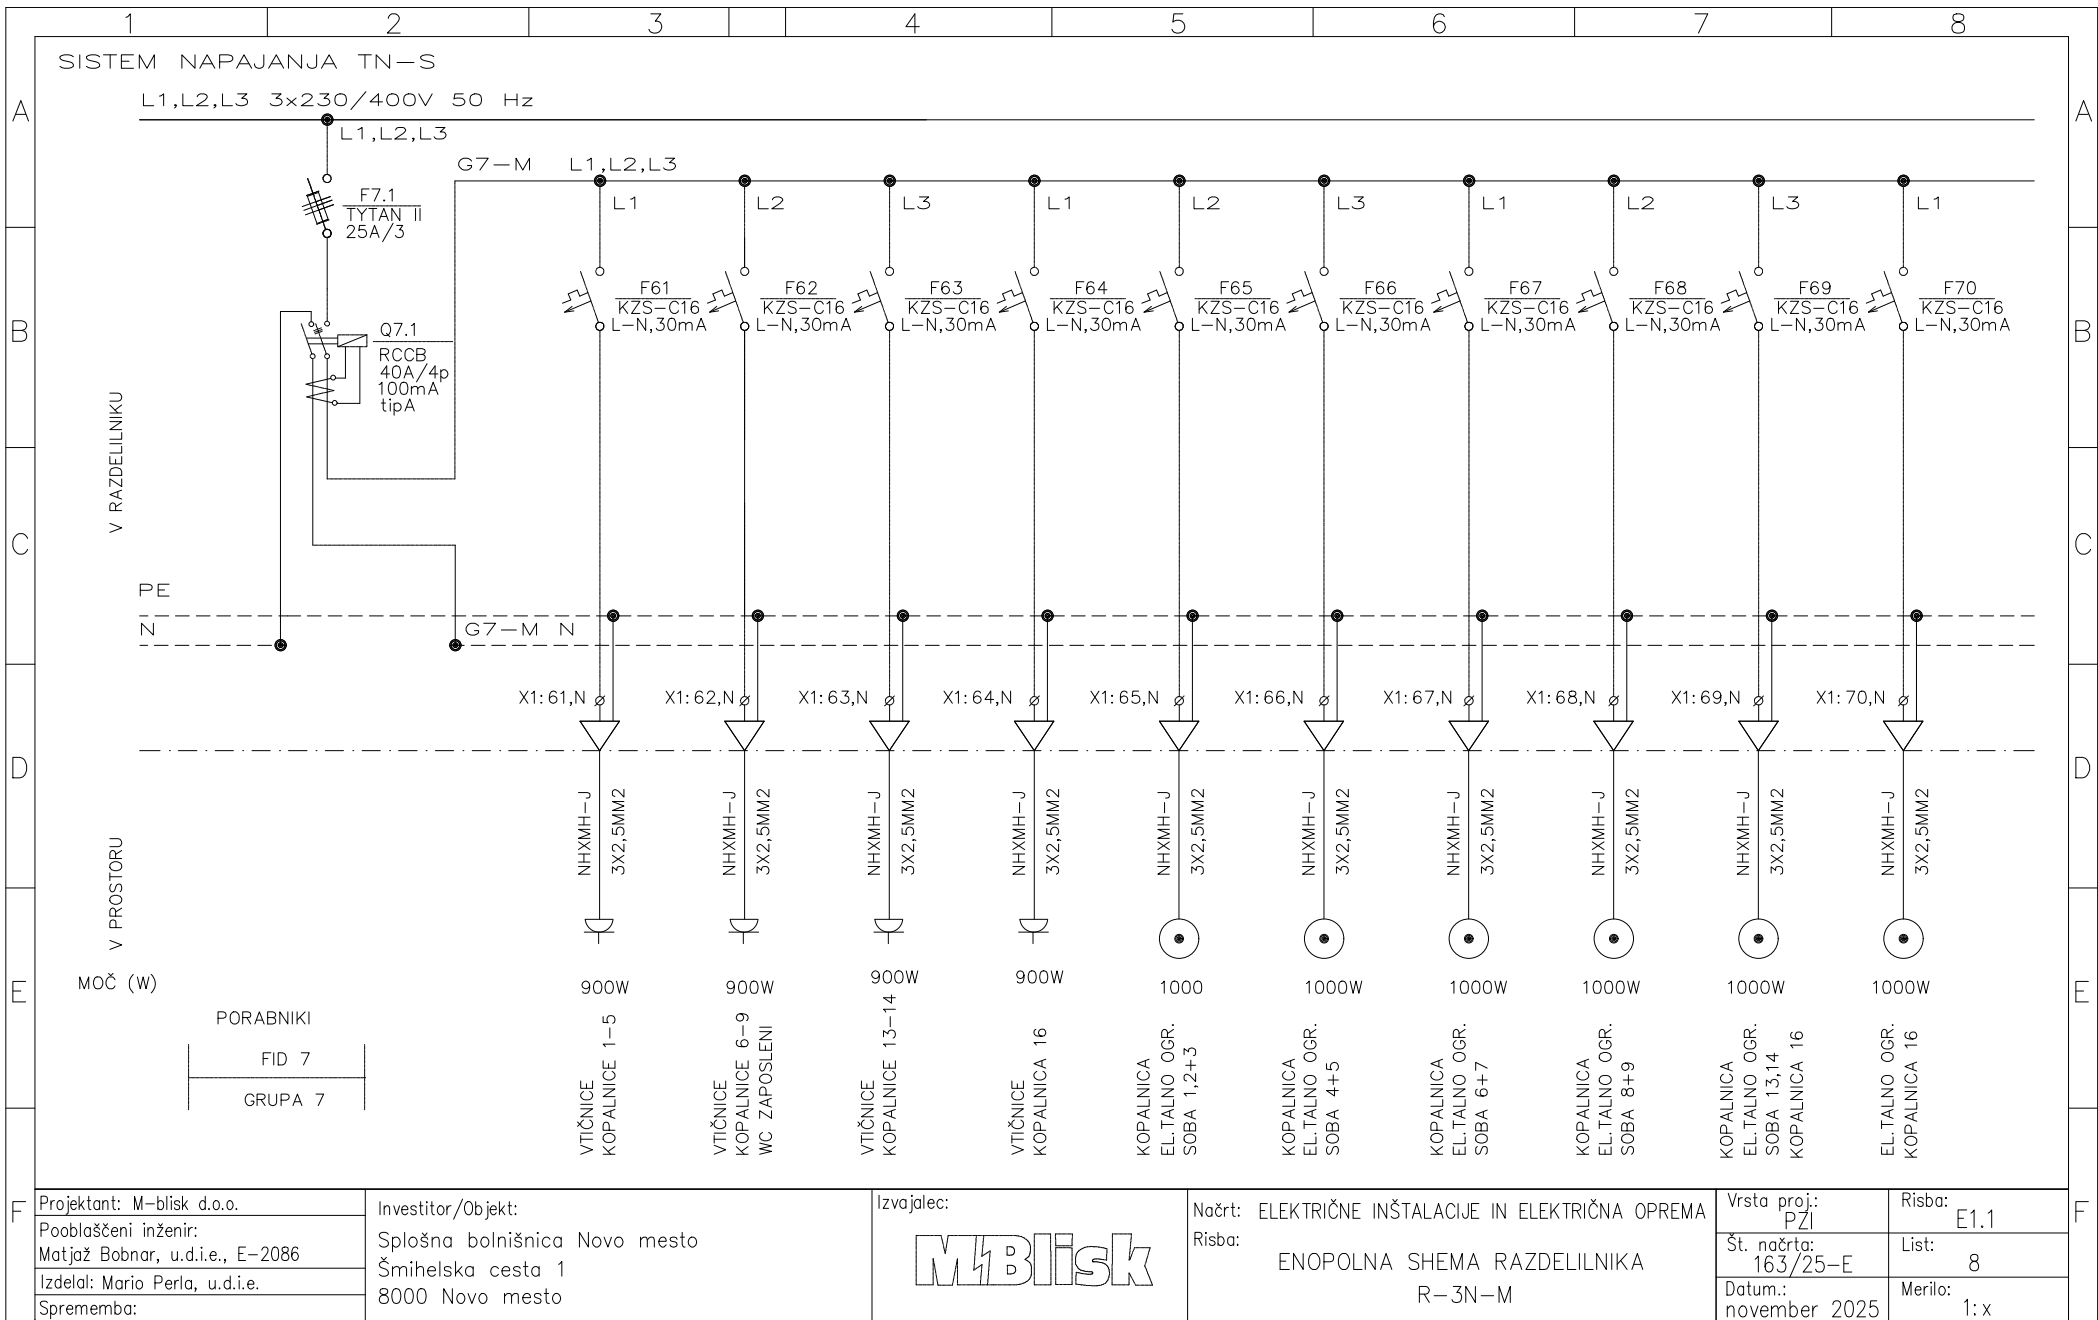 1 2 3 4 5 6 7 8
SISTEM NAPAJANJA TN-S
A A
L1,L2,L3 3x230/400V 50 Hz
L1,L2,L3
G7-M L1,L2,L3
F7.1
TYTAN II
25A/3
L1 L2 L3 L1 L2 L3 L1 L2 L3 L1
F61 F62 F63 F64 F65 F66 F67 F68 F69 F70
KZS-C16 KZS-C16 KZS-C16 KZS-C16 KZS-C16 KZS-C16 KZS-C16 KZS-C16 KZS-C16 KZS-C16
L-N,30mA L-N,30mA L-N,30mA L-N,30mA L-N,30mA L-N,30mA L-N,30mA L-N,30mA L-N,30mA L-N,30mA
B B
Q7.1
RCCB
40A/4p
100mA
tipA
V RAZDELILNIKU
C C
PE
N
G7-M N
X1:61,N X1:62,N X1:63,N X1:64,N X1:65,N X1:66,N X1:67,N X1:68,N X1:69,N X1:70,N
D D
NHXMH-J
3X2,5MM2
NHXMH-J
3X2,5MM2
NHXMH-J
3X2,5MM2
NHXMH-J
3X2,5MM2
NHXMH-J
3X2,5MM2
NHXMH-J
3X2,5MM2
NHXMH-J
3X2,5MM2
NHXMH-J
3X2,5MM2
NHXMH-J
3X2,5MM2
NHXMH-J
3X2,5MM2
V PROSTORU
E E
MOČ (W)
900W 900W 900W 900W 1000 1000W 1000W 1000W 1000W 1000W
PORABNIKI
FID 7
GRUPA 7
VTIČNICE
KOPALNICE 1-5
VTIČNICE
KOPALNICE 6-9
WC ZAPOSLENI
VTIČNICE
KOPALNICE 13-14
VTIČNICE
KOPALNICA 16
KOPALNICA
EL.TALNO OGR.
SOBA 1,2+3
KOPALNICA
EL.TALNO OGR.
SOBA 4+5
KOPALNICA
EL.TALNO OGR.
SOBA 6+7
KOPALNICA
EL.TALNO OGR.
SOBA 8+9
KOPALNICA
EL.TALNO OGR.
SOBA 13,14
KOPALNICA 16
EL.TALNO OGR.
KOPALNICA 16
F F
Projektant: M-blisk d.o.o.
Pooblaščeni inženir:
Matjaž Bobnar, u.d.i.e., E-2086
Izdelal: Mario Perla, u.d.i.e.
Sprememba:
Investitor/Objekt:
Splošna bolnišnica Novo mesto
Šmihelska cesta 1
8000 Novo mesto
Izvajalec:
MBlisk
Načrt: ELEKTRIČNE INŠTALACIJE IN ELEKTRIČNA OPREMA
Risba:
ENOPOLNA SHEMA RAZDELILNIKA
R-3N-M
Vrsta proj.:
PZI
Št. načrta:
163/25-E
Datum.:
november 2025
Risba:
E1.1
List:
8
Merilo:
1:x